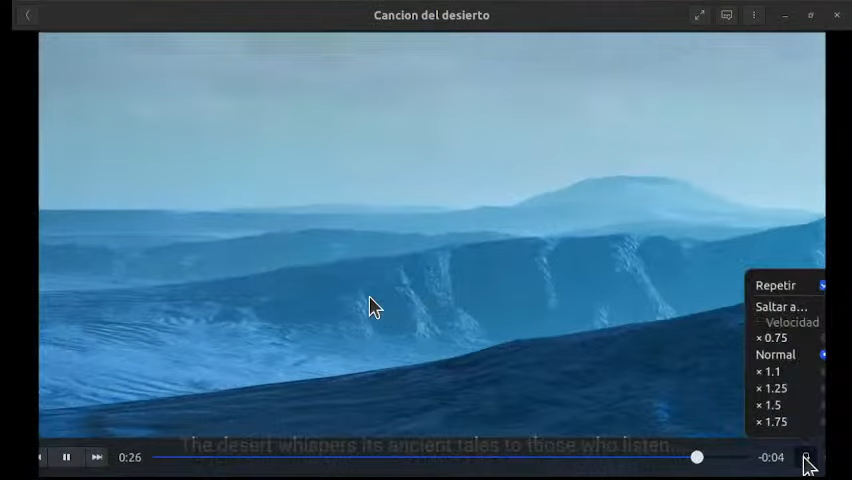 Cancion del desierto
Repetir
Saltar a...
Velocidad
× 0.75
Normal
× 1.1
× 1.25
× 1.5
× 1.75
The desert whispers its ancient tales to those who listen
0:26
-0:04